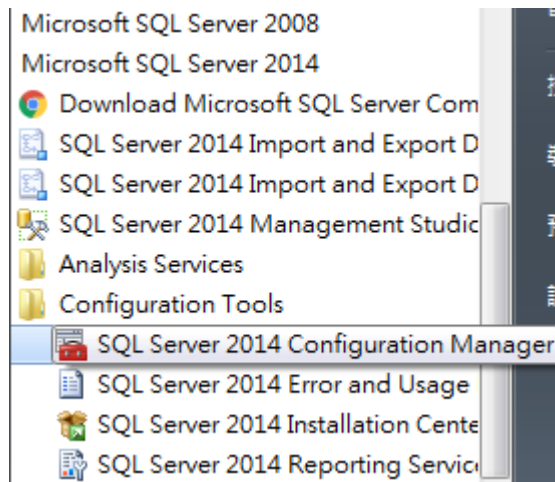 Microsoft SQL Server 2008
Microsoft SQL Server 2014
Download Microsoft SQL Server Com
SQL Server 2014 Import and Export D
SQL Server 2014 Import and Export D
SQL Server 2014 Management Studic
Analysis Services
Configuration Tools
SQL Server 2014 Configuration Manager
SQL Server 2014 Error and Usage
SQL Server 2014 Installation Cente
SQL Server 2014 Reporting Servic